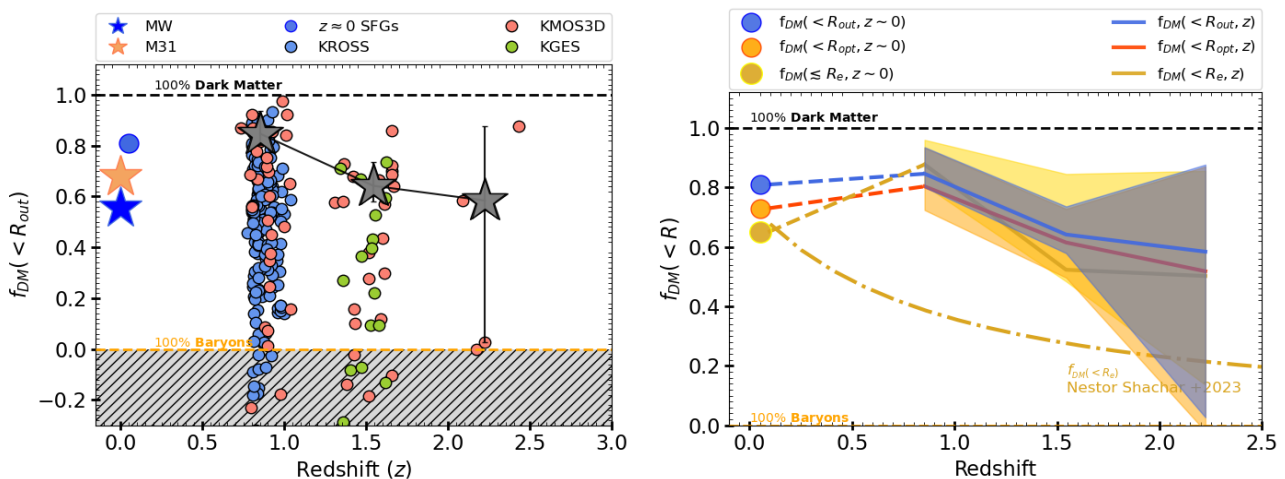 MW
M31
z ≈ 0 SFGs
KROSS
KMOS3D
KGES
100% Dark Matter
1.0
0.8
0.6
0.4
0.2
0.0
−0.2
100% Baryons
f_DM(< R_out)
0.0 0.5 1.0 1.5 2.0 2.5 3.0
Redshift (z)
f_DM(< R_out, z ∼ 0)
f_DM(< R_opt, z ∼ 0)
f_DM(≲ R_e, z ∼ 0)
f_DM(< R_out, z)
f_DM(< R_opt, z)
f_DM(< R_e, z)
100% Dark Matter
1.0
0.8
0.6
0.4
0.2
0.0
f_DM(< R)
f_DM(< R_e)
Nestor Shachar +2023
100% Baryons
0.0 0.5 1.0 1.5 2.0 2.5
Redshift